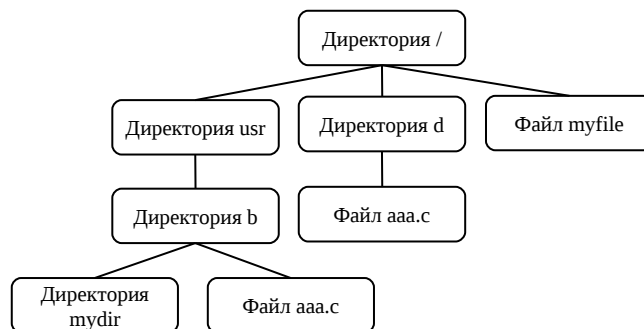 Директория /
Директория usr
Директория d
Файл myfile
Директория b
Файл aaa.c
Директория
mydir
Файл aaa.c